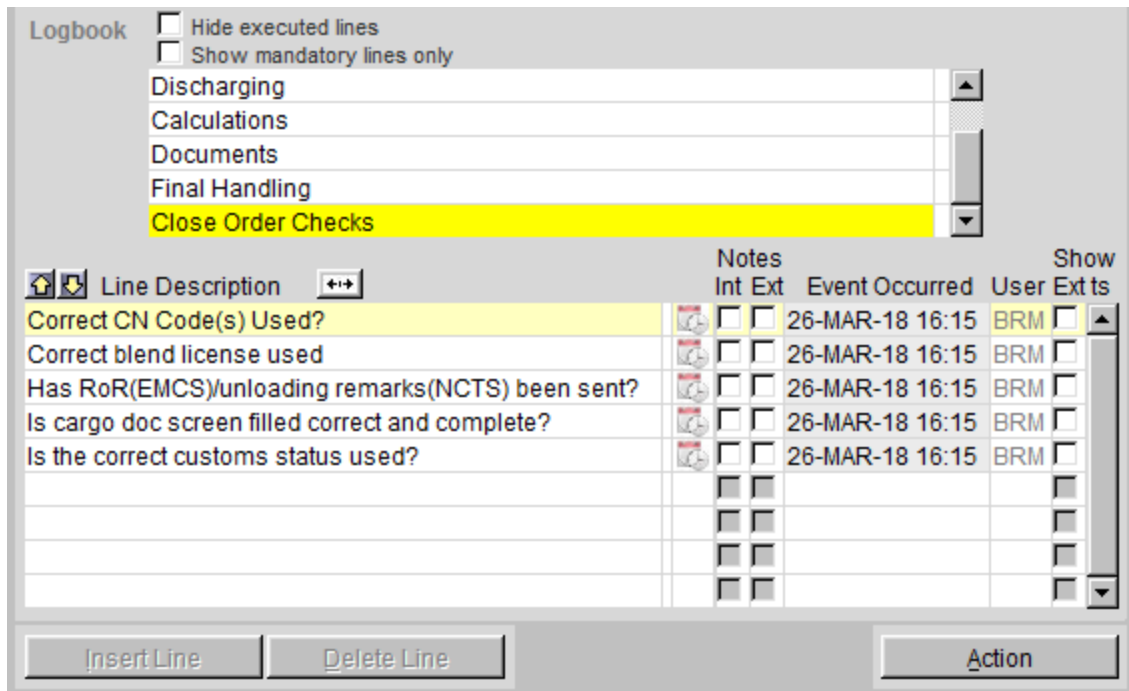 Logbook
Hide executed lines
Show mandatory lines only
Discharging
Calculations
Documents
Final Handling
Close Order Checks
Notes Show
Line Description Int Ext Event Occurred User Ext ts
Correct CN Code(s) Used? 26-MAR-18 16:15 BRM
Correct blend license used 26-MAR-18 16:15 BRM
Has RoR(EMCS)/unloading remarks(NCTS) been sent? 26-MAR-18 16:15 BRM
Is cargo doc screen filled correct and complete? 26-MAR-18 16:15 BRM
Is the correct customs status used? 26-MAR-18 16:15 BRM
Insert Line Delete Line Action